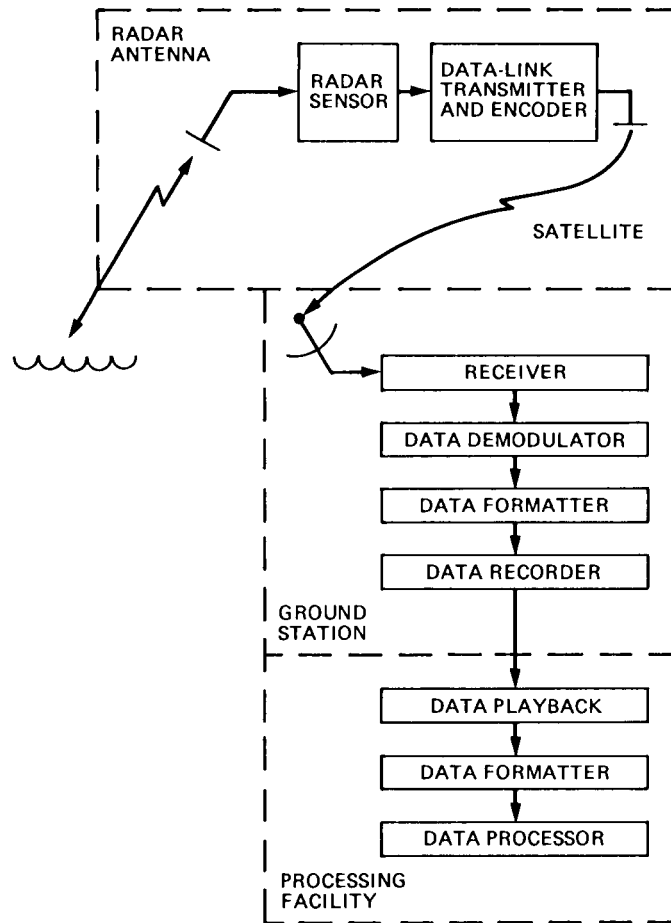 RADAR
ANTENNA
RADAR
SENSOR
DATA-LINK
TRANSMITTER
AND ENCODER
SATELLITE
RECEIVER
DATA DEMODULATOR
DATA FORMATTER
DATA RECORDER
GROUND
STATION
DATA PLAYBACK
DATA FORMATTER
DATA PROCESSOR
PROCESSING
FACILITY